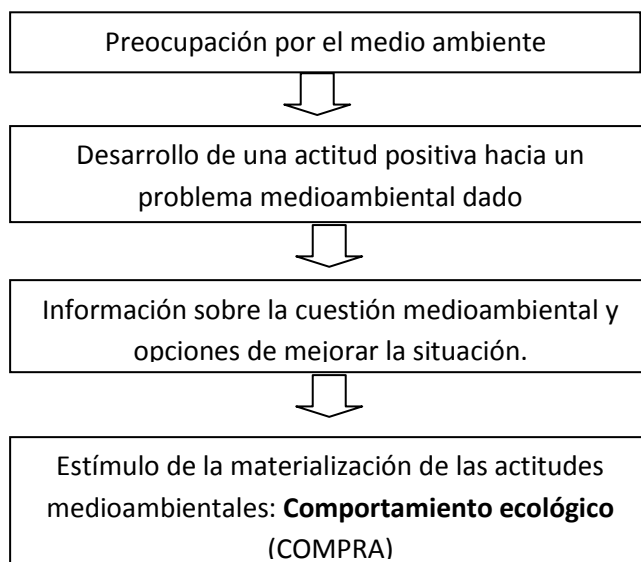 Preocupación por el medio ambiente
Desarrollo de una actitud positiva hacia un
problema medioambiental dado
Información sobre la cuestión medioambiental y
opciones de mejorar la situación.
Estímulo de la materialización de las actitudes
medioambientales: Comportamiento ecológico
(COMPRA)